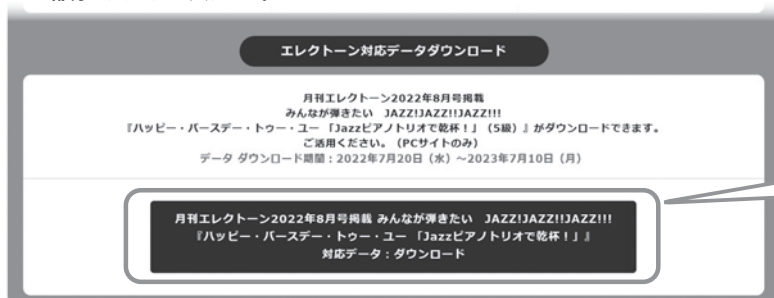 エレクトーン対応データダウンロード
月刊エレクトーン2022年8月号掲載
みんなが弾きたい　JAZZ!JAZZ!!JAZZ!!!
『ハッピー・バースデー・トゥー・ユー 「Jazzピアノトリオで乾杯！」（5級）』がダウンロードできます。
ご活用ください。（PCサイトのみ）
データ ダウンロード期間：2022年7月20日（水）～2023年7月10日（月）
月刊エレクトーン2022年8月号掲載 みんなが弾きたい　JAZZ!JAZZ!!JAZZ!!!
『ハッピー・バースデー・トゥー・ユー 「Jazzピアノトリオで乾杯！」』
対応データ：ダウンロード